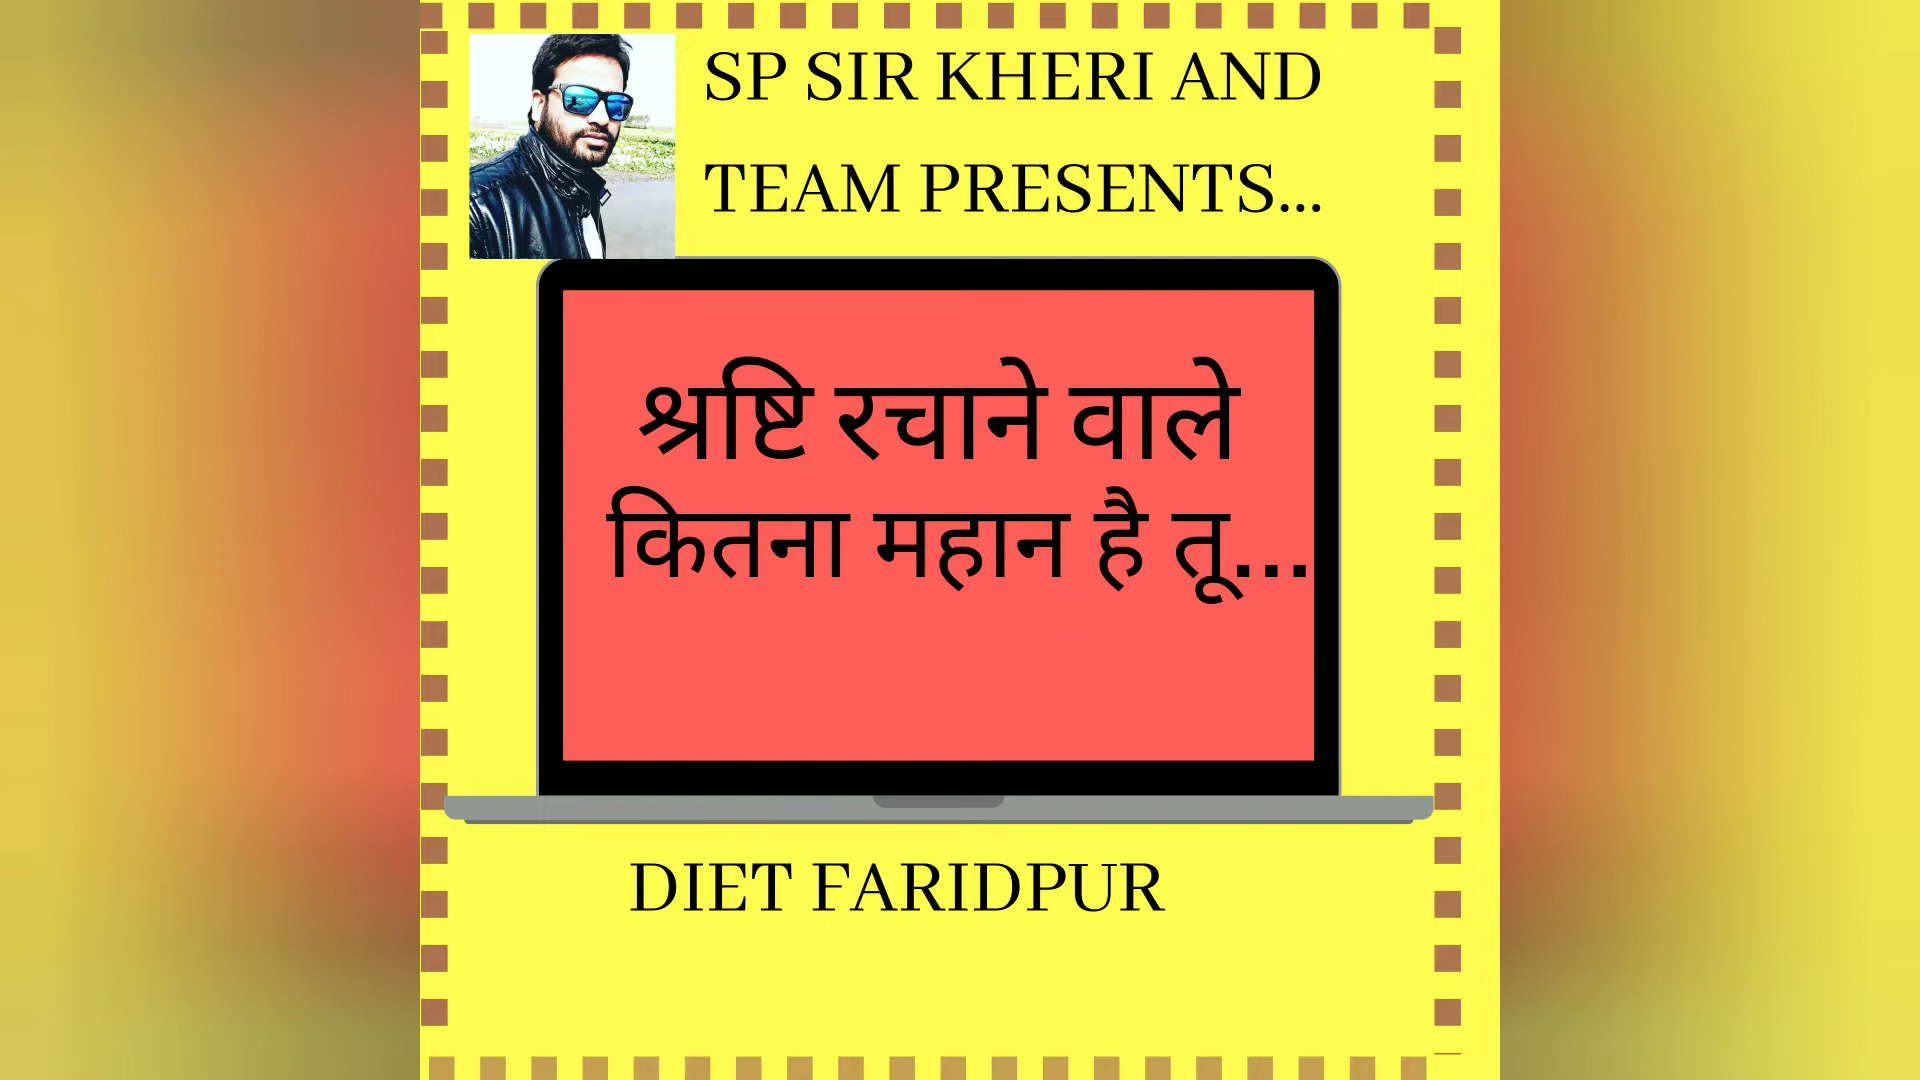 SP SIR KHERI AND
TEAM PRESENTS...
श्रष्टि रचाने वाले
कितना महान है तू...
DIET FARIDPUR